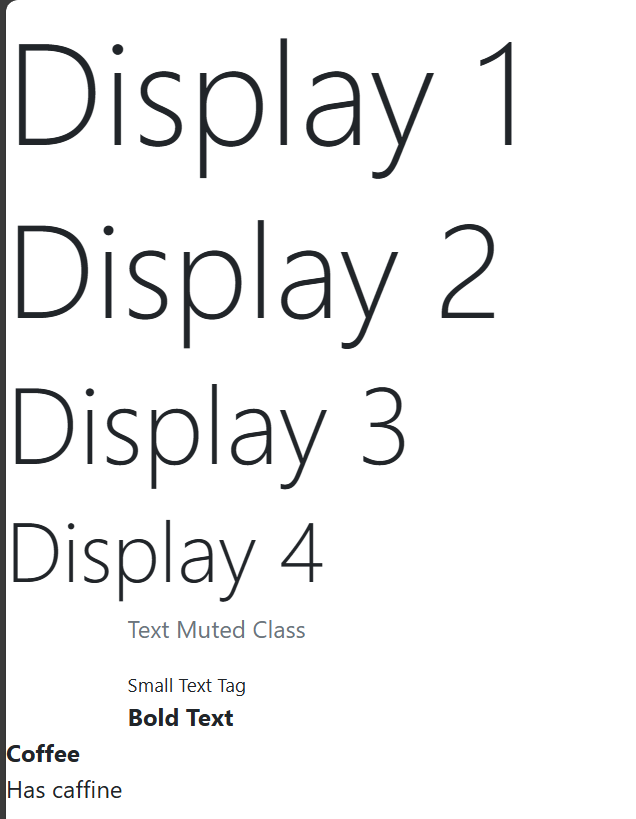 Display 1
Display 2
Display 3
Display 4
Text Muted Class
Small Text Tag
Bold Text
Coffee
Has caffine